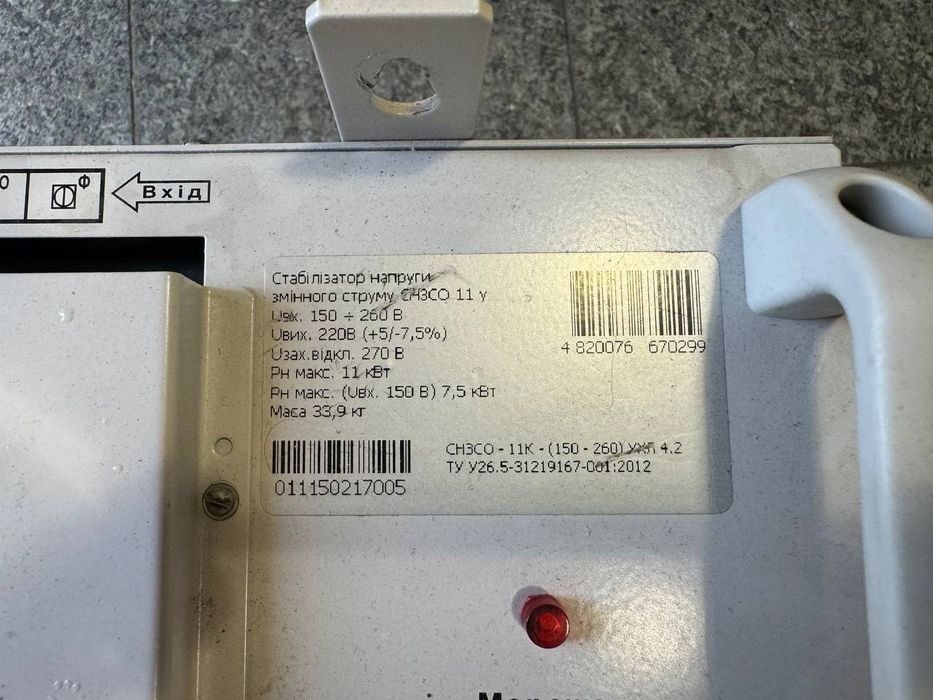 О
Ф
Вхід
Стабілізатор напруги
змінного струму СНЗСО 11 у
Uвх. 150 ÷ 260 В
Uвих. 220В (+5/-7,5%)
Uзах.відкл. 270 В
Рн макс. 11 кВт
Рн макс. (Uвх. 150 В) 7,5 кВт
Маса 33,9 кг
4 820076 670299
011150217005
СНЗСО - 11К - (150 - 260) УХЛ 4.2
ТУ У26.5-31219167-001:2012